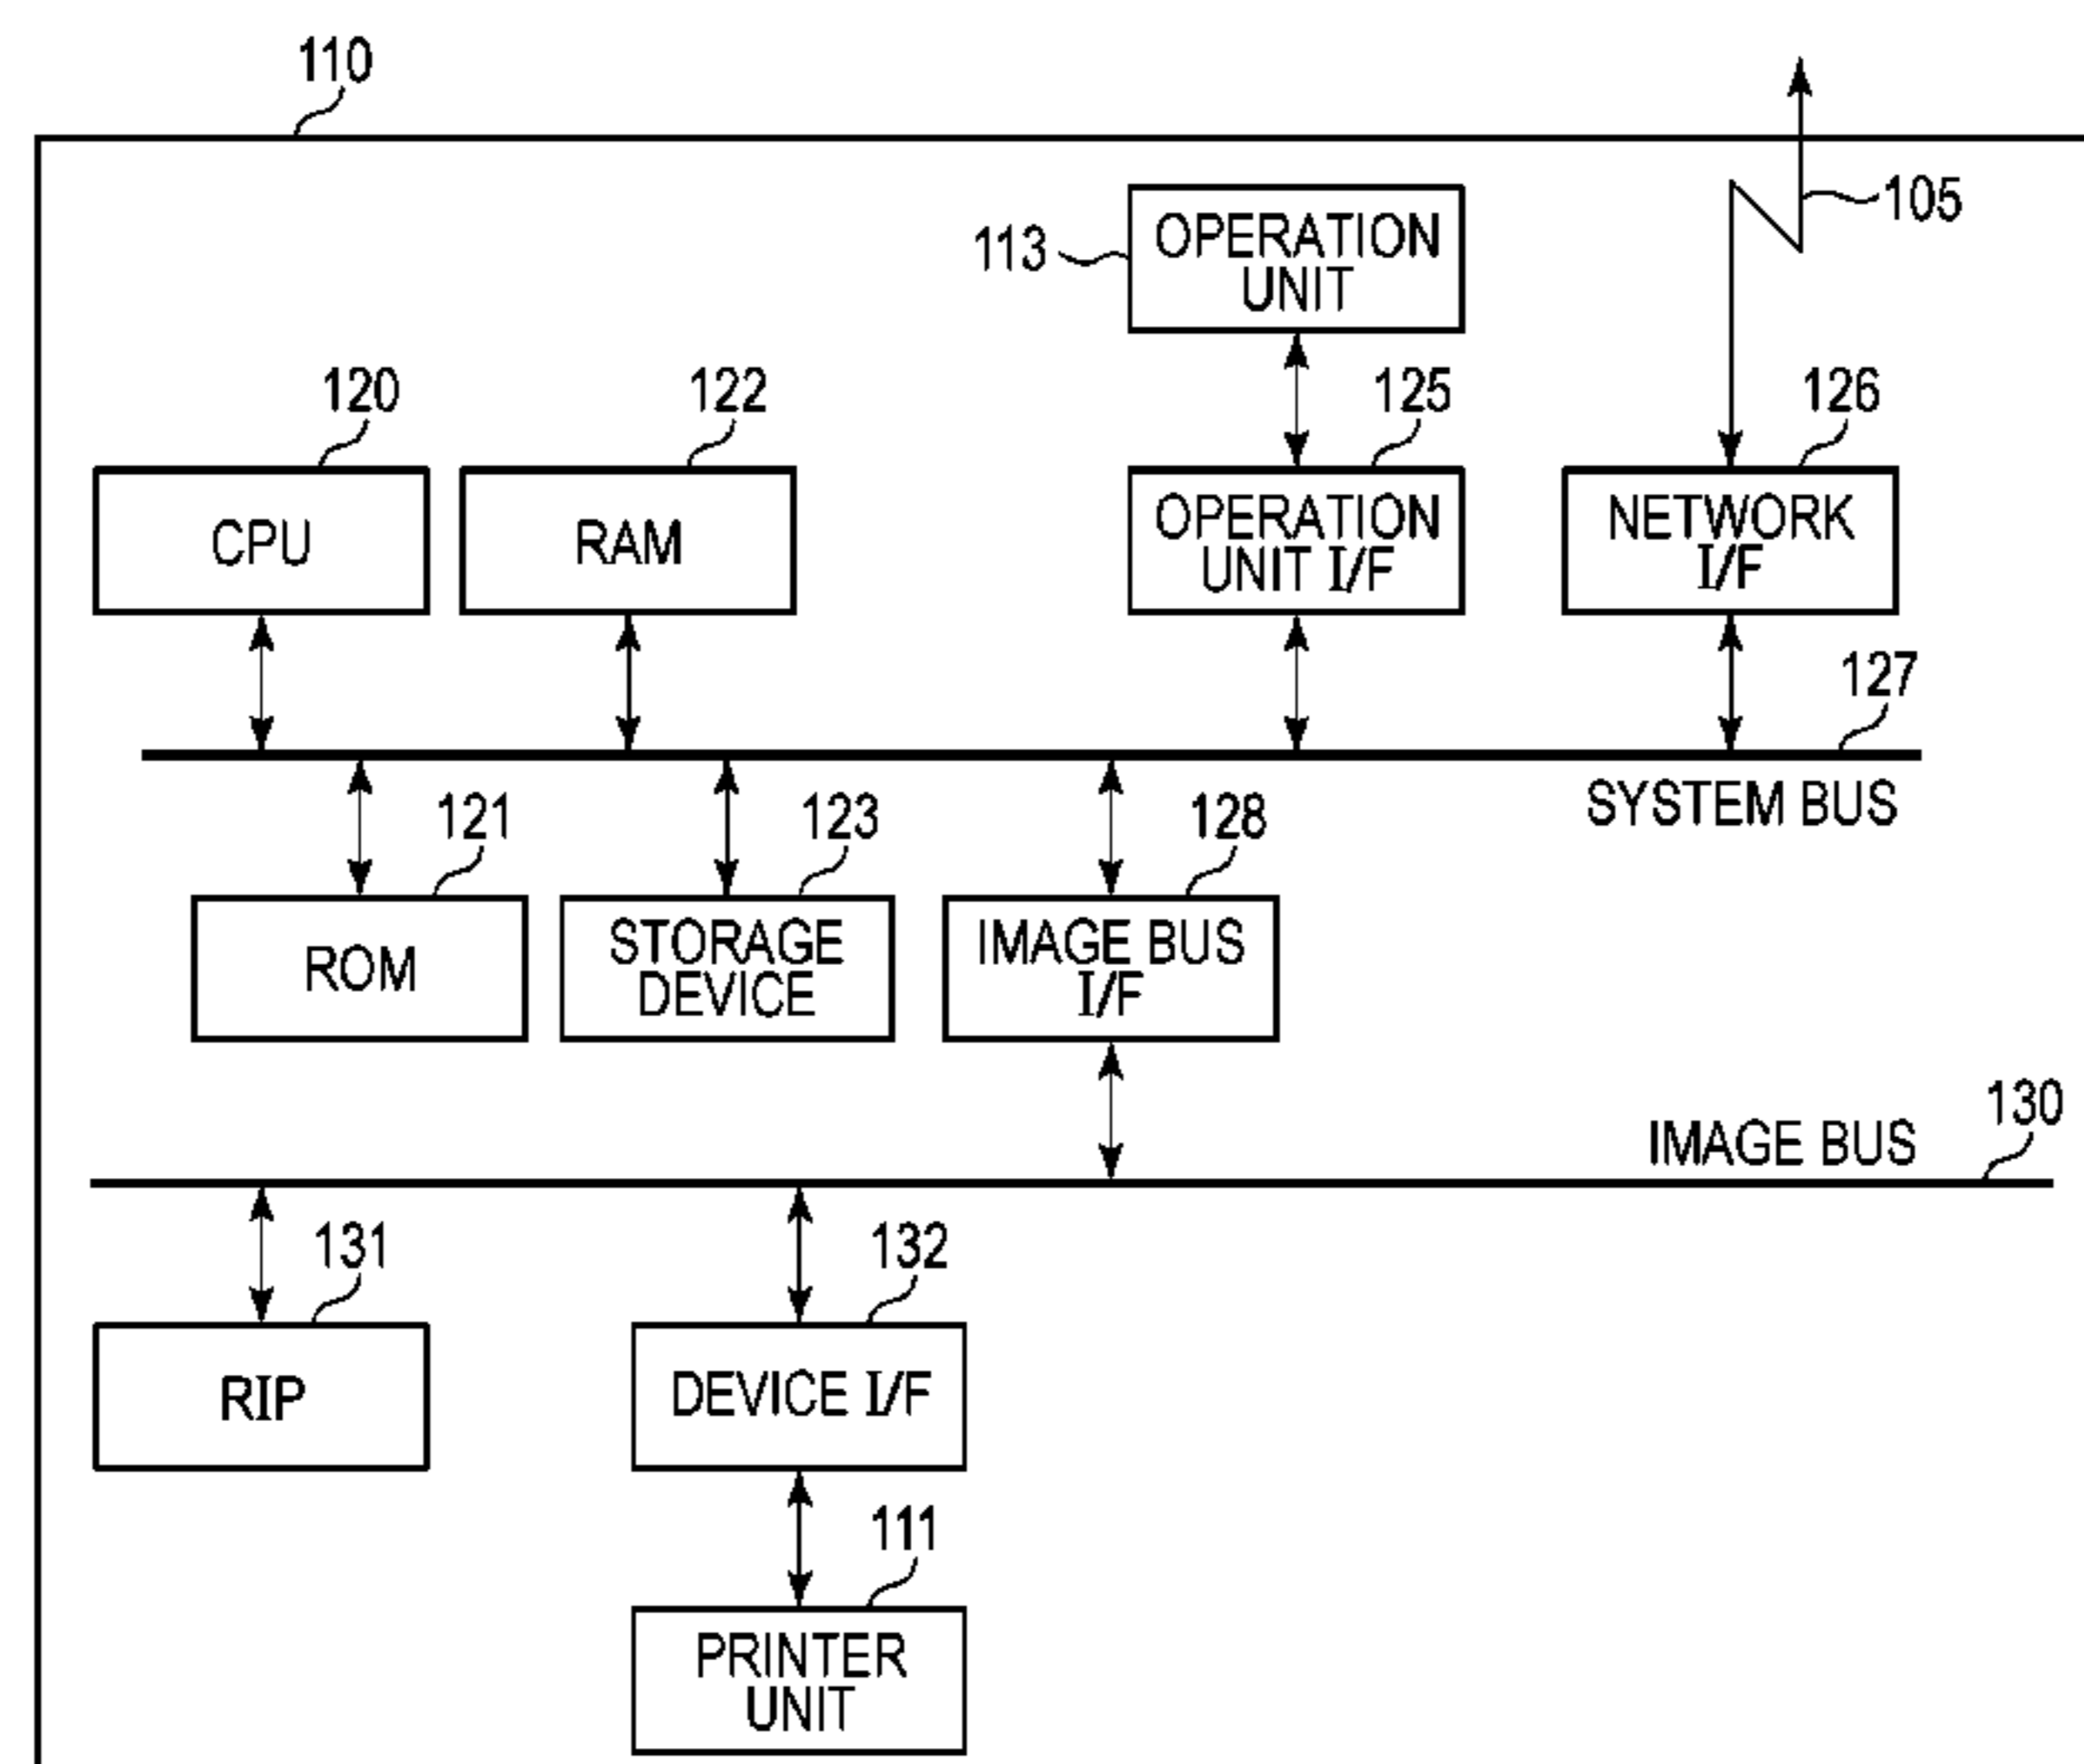 110
105
113
OPERATION
UNIT
120
122
125
126
CPU
RAM
OPERATION
UNIT I/F
NETWORK
I/F
127
SYSTEM BUS
121
123
128
ROM
STORAGE
DEVICE
IMAGE BUS
I/F
130
IMAGE BUS
131
132
RIP
DEVICE I/F
111
PRINTER
UNIT